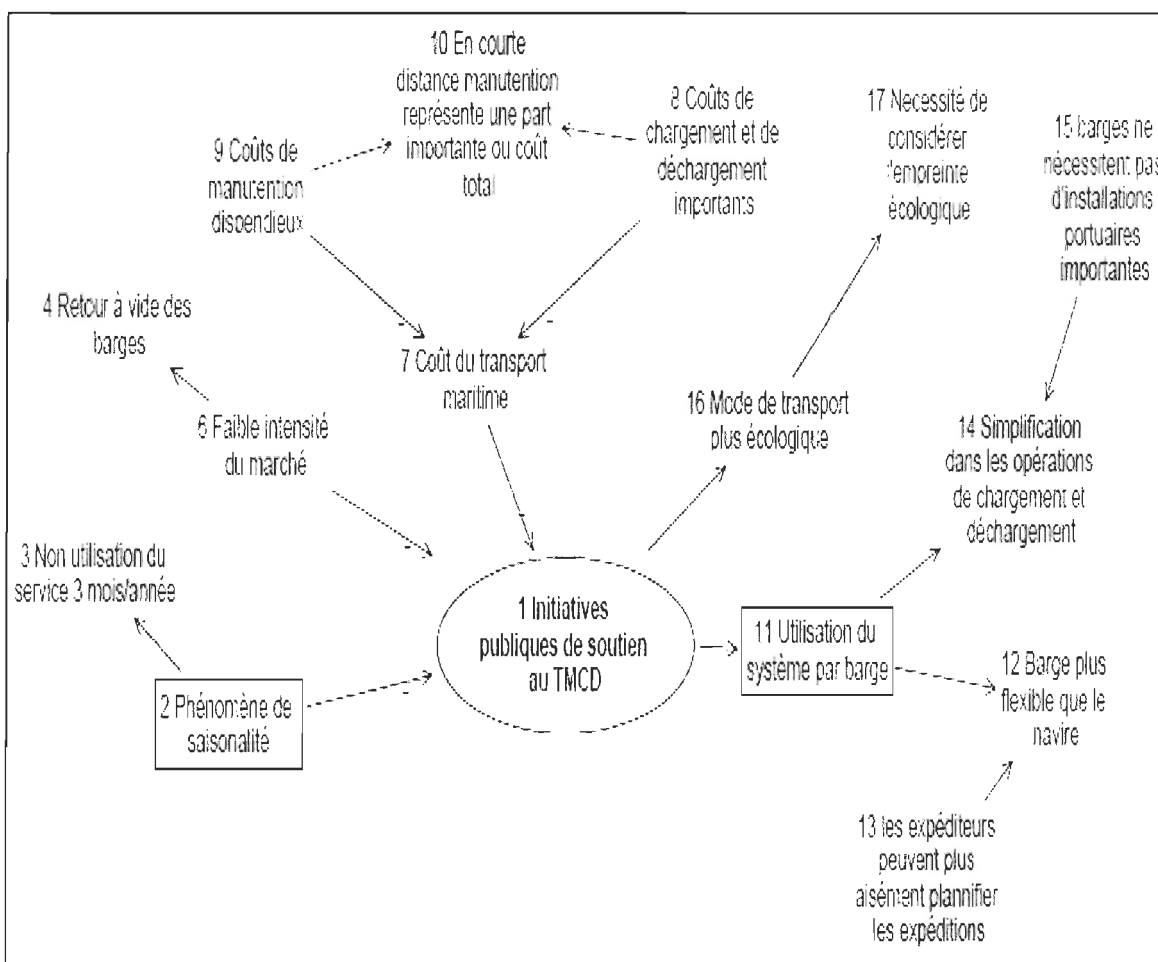 10 En courte
distance manutention
représente une part
importante ou coût
total
8 Coûts de
chargement et de
déchargement
importants
17 Necessité de
considérer
l'empreinte
écologique
15 barges ne
nécessitent pas
d'installations
portuaires
importantes
9 Coûts de
manutention
dispendieux
4 Retour à vide des
barges
7 Coût du transport
maritime
16 Mode de transport
plus écologique
6 Faible intensité
du marché
14 Simplification
dans les opérations
de chargement et
déchargement
3 Non utilisation du
service 3 mois/année
1 Initiatives
publiques de soutien
au TMCD
11 Utilisation du
système par barge
12 Barge plus
flexible que le
navire
2 Phénomène de
saisonalité
13 les expéditeurs
peuvent plus
aisément plannifier
les expéditions